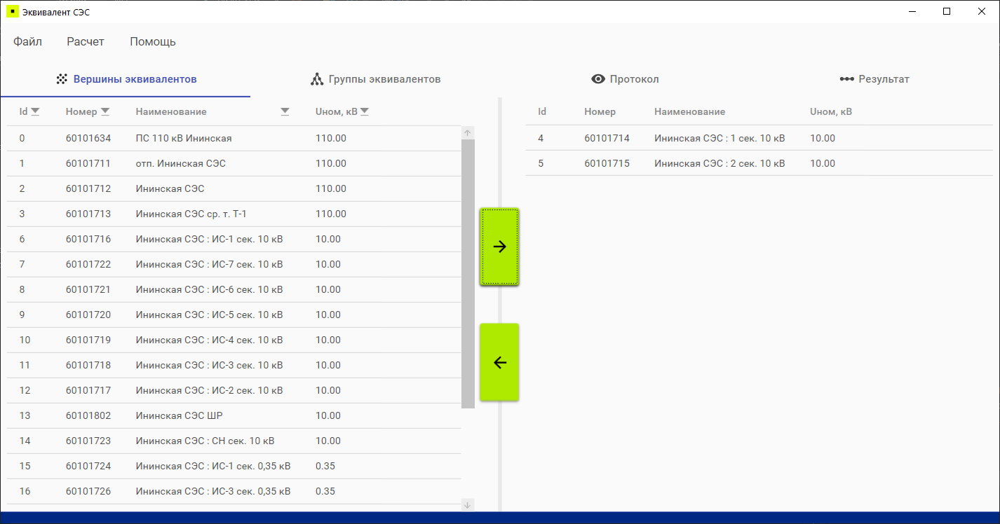 Эквивалент СЭС
Файл Расчет Помощь
Вершины эквивалентов Группы эквивалентов Протокол Результат
Id Номер Наименование Uном, кВ Id Номер Наименование Uном, кВ
0 60101634 ПС 110 кВ Ининская 110.00 4 60101714 Ининская СЭС : 1 сек. 10 кВ 10.00
1 60101711 отп. Ининская СЭС 110.00 5 60101715 Ининская СЭС : 2 сек. 10 кВ 10.00
2 60101712 Ининская СЭС 110.00
3 60101713 Ининская СЭС ср. т. Т-1 110.00
6 60101716 Ининская СЭС : ИС-1 сек. 10 кВ 10.00
7 60101722 Ининская СЭС : ИС-7 сек. 10 кВ 10.00
8 60101721 Ининская СЭС : ИС-6 сек. 10 кВ 10.00
9 60101720 Ининская СЭС : ИС-5 сек. 10 кВ 10.00
10 60101719 Ининская СЭС : ИС-4 сек. 10 кВ 10.00
11 60101718 Ининская СЭС : ИС-3 сек. 10 кВ 10.00
12 60101717 Ининская СЭС : ИС-2 сек. 10 кВ 10.00
13 60101802 Ининская СЭС ШР 10.00
14 60101723 Ининская СЭС : СН сек. 10 кВ 10.00
15 60101724 Ининская СЭС : ИС-1 сек. 0,35 кВ 0.35
16 60101726 Ининская СЭС : ИС-3 сек. 0,35 кВ 0.35